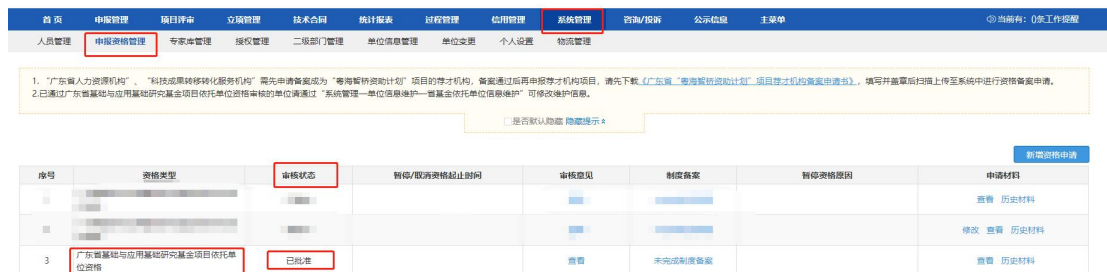 首页 申报管理 项目评审 立项管理 技术合同 统计报表 过程管理 信用管理 系统管理 咨询/投诉 公示信息 主菜单 当前有：0条工作提醒
人员管理 申报资格管理 专家库管理 授权管理 二级部门管理 单位信息管理 单位变更 个人设置 物流管理
1. “广东省人力资源机构”、“科技成果转移转化服务机构”需先申请备案成为“粤海智桥资助计划”项目的荐才机构，备案通过后再申报荐才机构项目，请先下载《广东省“粤海智桥资助计划”项目荐才机构备案申请书》，填写并盖章后扫描上传至系统中进行资格备案申请。
2.已通过广东省基础与应用基础研究基金项目依托单位资格审核的单位请通过“系统管理—单位信息维护—省基金依托单位信息维护”可修改维护信息。
是否默认隐藏 隐藏提示
新增资格申请
序号 资格类型 审核状态 暂停/取消资格起止时间 审核意见 制度备案 暂停资格原因 申请材料
查看 历史材料
修改 查看 历史材料
3 广东省基础与应用基础研究基金项目依托单 已批准 查看 未完成制度备案
位资格